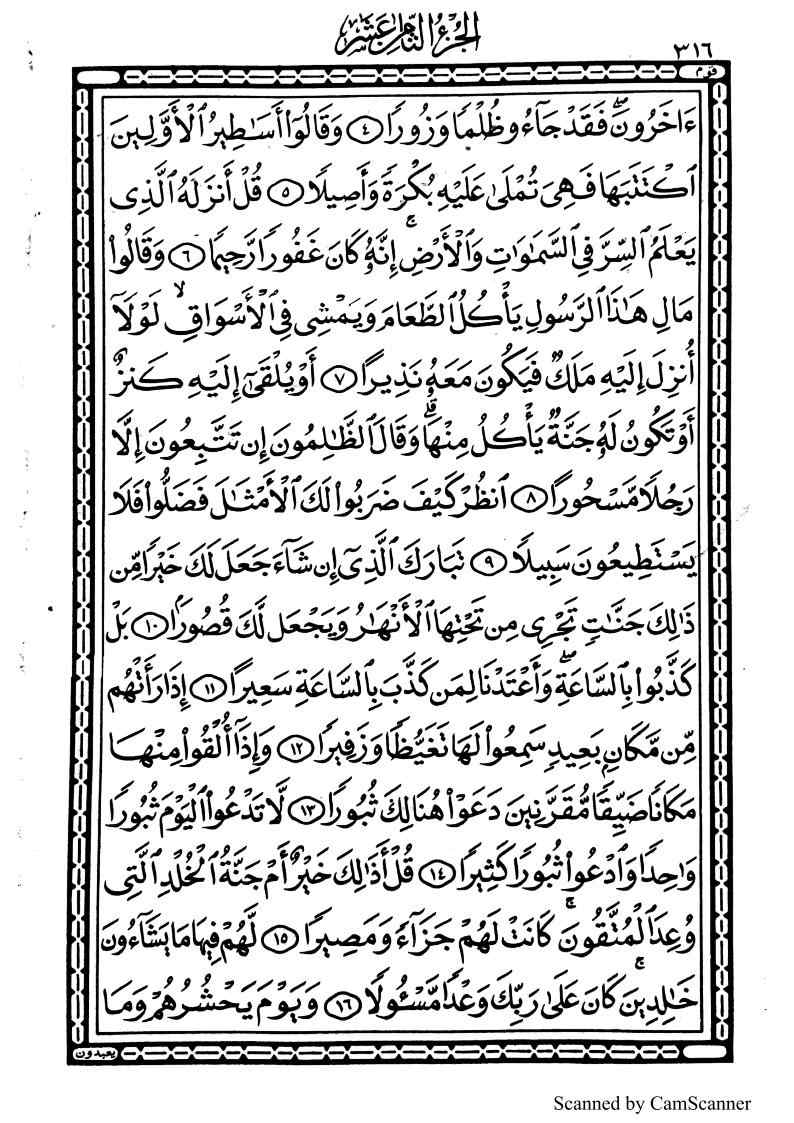 الجزء الثامن عشر
٣١٦
قوم
ءَاخَرُونَ ۖ فَقَدْ جَآءُو ظُلْمًا وَزُورًا ۝٤ وَقَالُوٓا۟ أَسَٰطِيرُ ٱلْأَوَّلِينَ
ٱكْتَتَبَهَا فَهِىَ تُمْلَىٰ عَلَيْهِ بُكْرَةً وَأَصِيلًا ۝٥ قُلْ أَنزَلَهُ ٱلَّذِى
يَعْلَمُ ٱلسِّرَّ فِى ٱلسَّمَٰوَٰتِ وَٱلْأَرْضِ ۚ إِنَّهُۥ كَانَ غَفُورًا رَّحِيمًا ۝٦ وَقَالُوا۟
مَالِ هَٰذَا ٱلرَّسُولِ يَأْكُلُ ٱلطَّعَامَ وَيَمْشِى فِى ٱلْأَسْوَاقِ ۙ لَوْلَآ
أُنزِلَ إِلَيْهِ مَلَكٌ فَيَكُونَ مَعَهُۥ نَذِيرًا ۝٧ أَوْ يُلْقَىٰٓ إِلَيْهِ كَنزٌ
أَوْ تَكُونُ لَهُۥ جَنَّةٌ يَأْكُلُ مِنْهَا ۚ وَقَالَ ٱلظَّٰلِمُونَ إِن تَتَّبِعُونَ إِلَّا
رَجُلًا مَّسْحُورًا ۝٨ ٱنظُرْ كَيْفَ ضَرَبُوا۟ لَكَ ٱلْأَمْثَٰلَ فَضَلُّوا۟ فَلَا
يَسْتَطِيعُونَ سَبِيلًا ۝٩ تَبَارَكَ ٱلَّذِىٓ إِن شَآءَ جَعَلَ لَكَ خَيْرًا مِّن
ذَٰلِكَ جَنَّٰتٍ تَجْرِى مِن تَحْتِهَا ٱلْأَنْهَٰرُ وَيَجْعَل لَّكَ قُصُورًۢا ۝١٠ بَلْ
كَذَّبُوا۟ بِٱلسَّاعَةِ ۖ وَأَعْتَدْنَا لِمَن كَذَّبَ بِٱلسَّاعَةِ سَعِيرًا ۝١١ إِذَا رَأَتْهُم
مِّن مَّكَانٍۭ بَعِيدٍ سَمِعُوا۟ لَهَا تَغَيُّظًا وَزَفِيرًا ۝١٢ وَإِذَآ أُلْقُوا۟ مِنْهَا
مَكَانًا ضَيِّقًا مُّقَرَّنِينَ دَعَوْا۟ هُنَالِكَ ثُبُورًا ۝١٣ لَّا تَدْعُوا۟ ٱلْيَوْمَ ثُبُورًا
وَٰحِدًا وَٱدْعُوا۟ ثُبُورًا كَثِيرًا ۝١٤ قُلْ أَذَٰلِكَ خَيْرٌ أَمْ جَنَّةُ ٱلْخُلْدِ ٱلَّتِى
وُعِدَ ٱلْمُتَّقُونَ ۚ كَانَتْ لَهُمْ جَزَآءً وَمَصِيرًا ۝١٥ لَّهُمْ فِيهَا مَا يَشَآءُونَ
خَٰلِدِينَ ۚ كَانَ عَلَىٰ رَبِّكَ وَعْدًا مَّسْـُٔولًا ۝١٦ وَيَوْمَ يَحْشُرُهُمْ وَمَا
يعبدون
Scanned by CamScanner